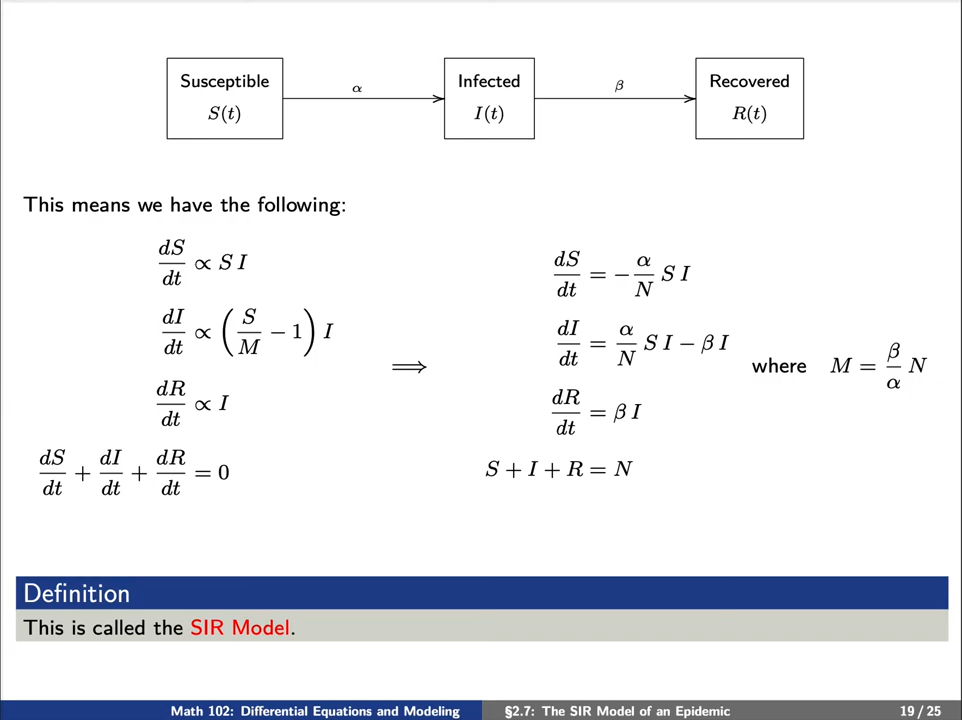 Susceptible
S(t)
α
Infected
I(t)
β
Recovered
R(t)
This means we have the following:
dS/dt ∝ S I
dI/dt ∝ (S/M − 1) I
dR/dt ∝ I
dS/dt + dI/dt + dR/dt = 0
⟹
dS/dt = −α/N S I
dI/dt = α/N S I − β I
dR/dt = β I
S + I + R = N
where M = β/α N
Definition
This is called the SIR Model.
Math 102: Differential Equations and Modeling
§2.7: The SIR Model of an Epidemic
19 / 25